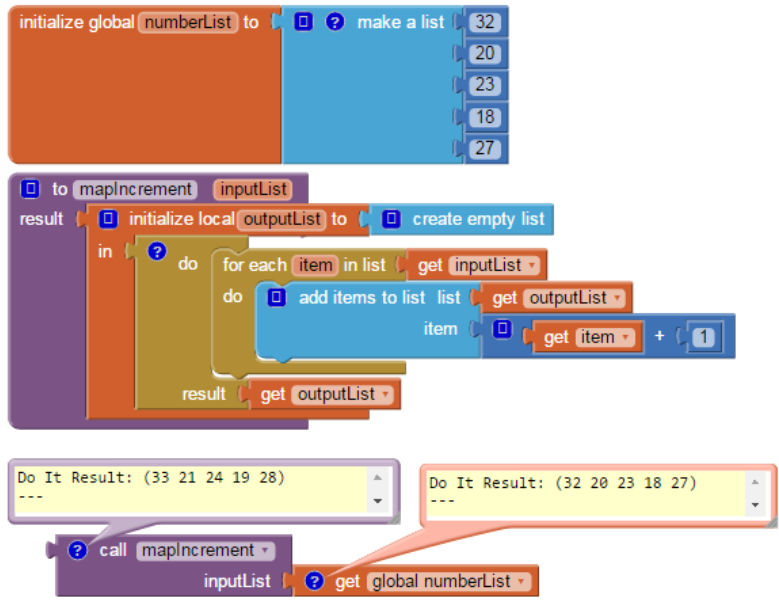 initialize global numberList to ? make a list 32
20
23
18
27
to mapIncrement inputList
result initialize local outputList to create empty list
in ? do for each item in list get inputList
do add items to list list get outputList
item get item + 1
result get outputList
Do It Result: (33 21 24 19 28)
---
Do It Result: (32 20 23 18 27)
---
? call mapIncrement
inputList ? get global numberList